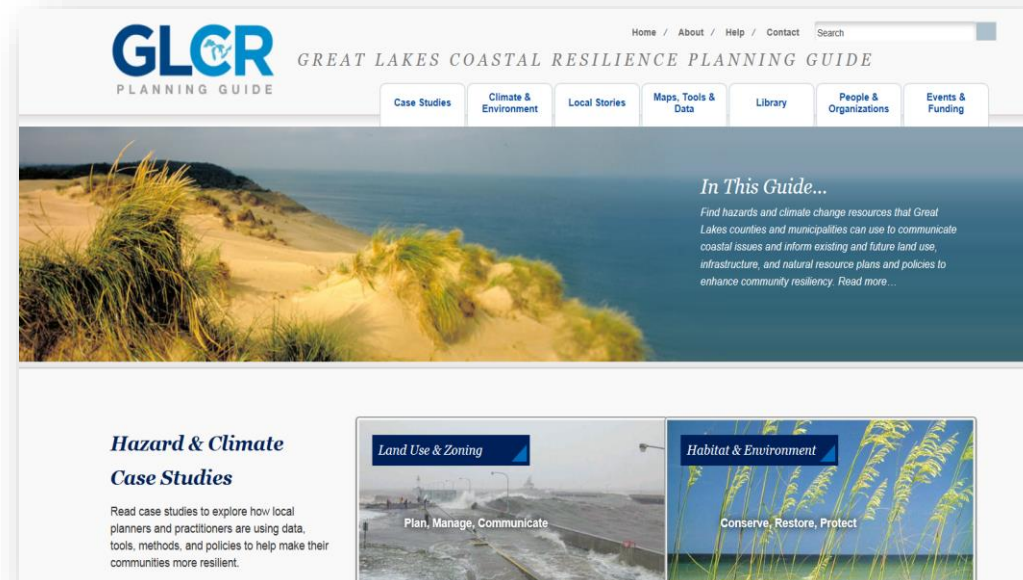 Home / About / Help / Contact
Search
GLCR
PLANNING GUIDE
GREAT LAKES COASTAL RESILIENCE PLANNING GUIDE
Case Studies
Climate &
Environment
Local Stories
Maps, Tools &
Data
Library
People &
Organizations
Events &
Funding
In This Guide...
Find hazards and climate change resources that Great
Lakes counties and municipalities can use to communicate
coastal issues and inform existing and future land use,
infrastructure, and natural resource plans and policies to
enhance community resiliency. Read more…
Hazard & Climate
Case Studies
Read case studies to explore how local
planners and practitioners are using data,
tools, methods, and policies to help make their
communities more resilient.
Land Use & Zoning
Plan, Manage, Communicate
Habitat & Environment
Conserve, Restore, Protect